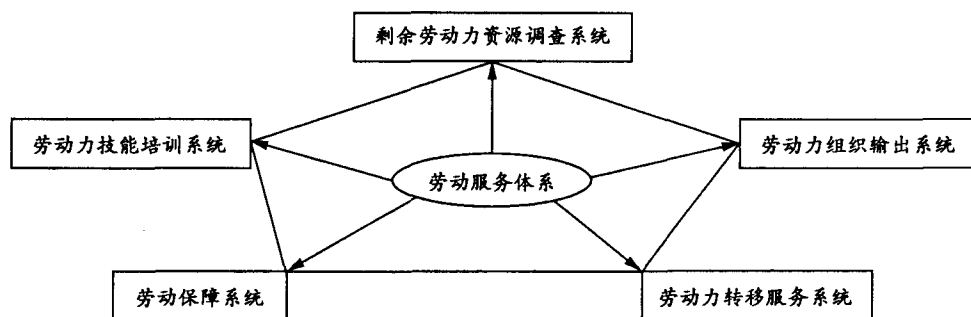 剩余劳动力资源调查系统
劳动力技能培训系统
劳动力组织输出系统
劳动服务体系
劳动保障系统
劳动力转移服务系统